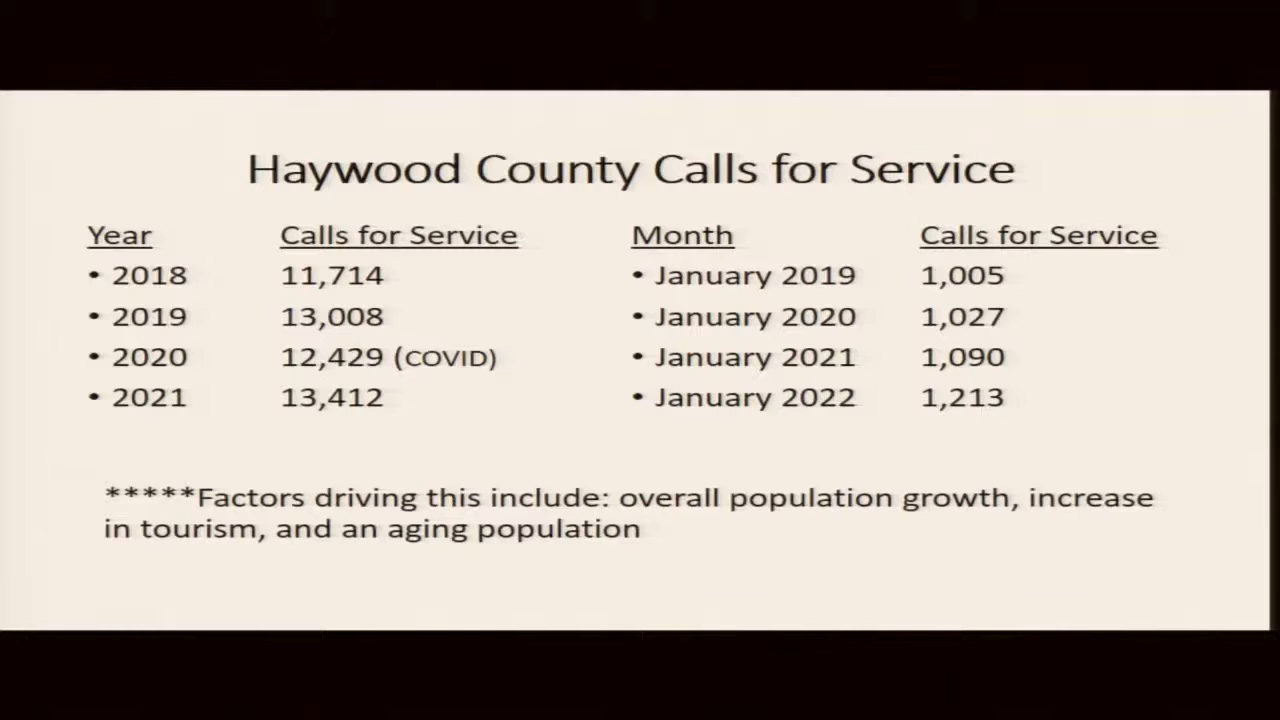 Haywood County Calls for Service
Year Calls for Service Month Calls for Service
• 2018 11,714 • January 2019 1,005
• 2019 13,008 • January 2020 1,027
• 2020 12,429 (COVID) • January 2021 1,090
• 2021 13,412 • January 2022 1,213
*****Factors driving this include: overall population growth, increase
in tourism, and an aging population